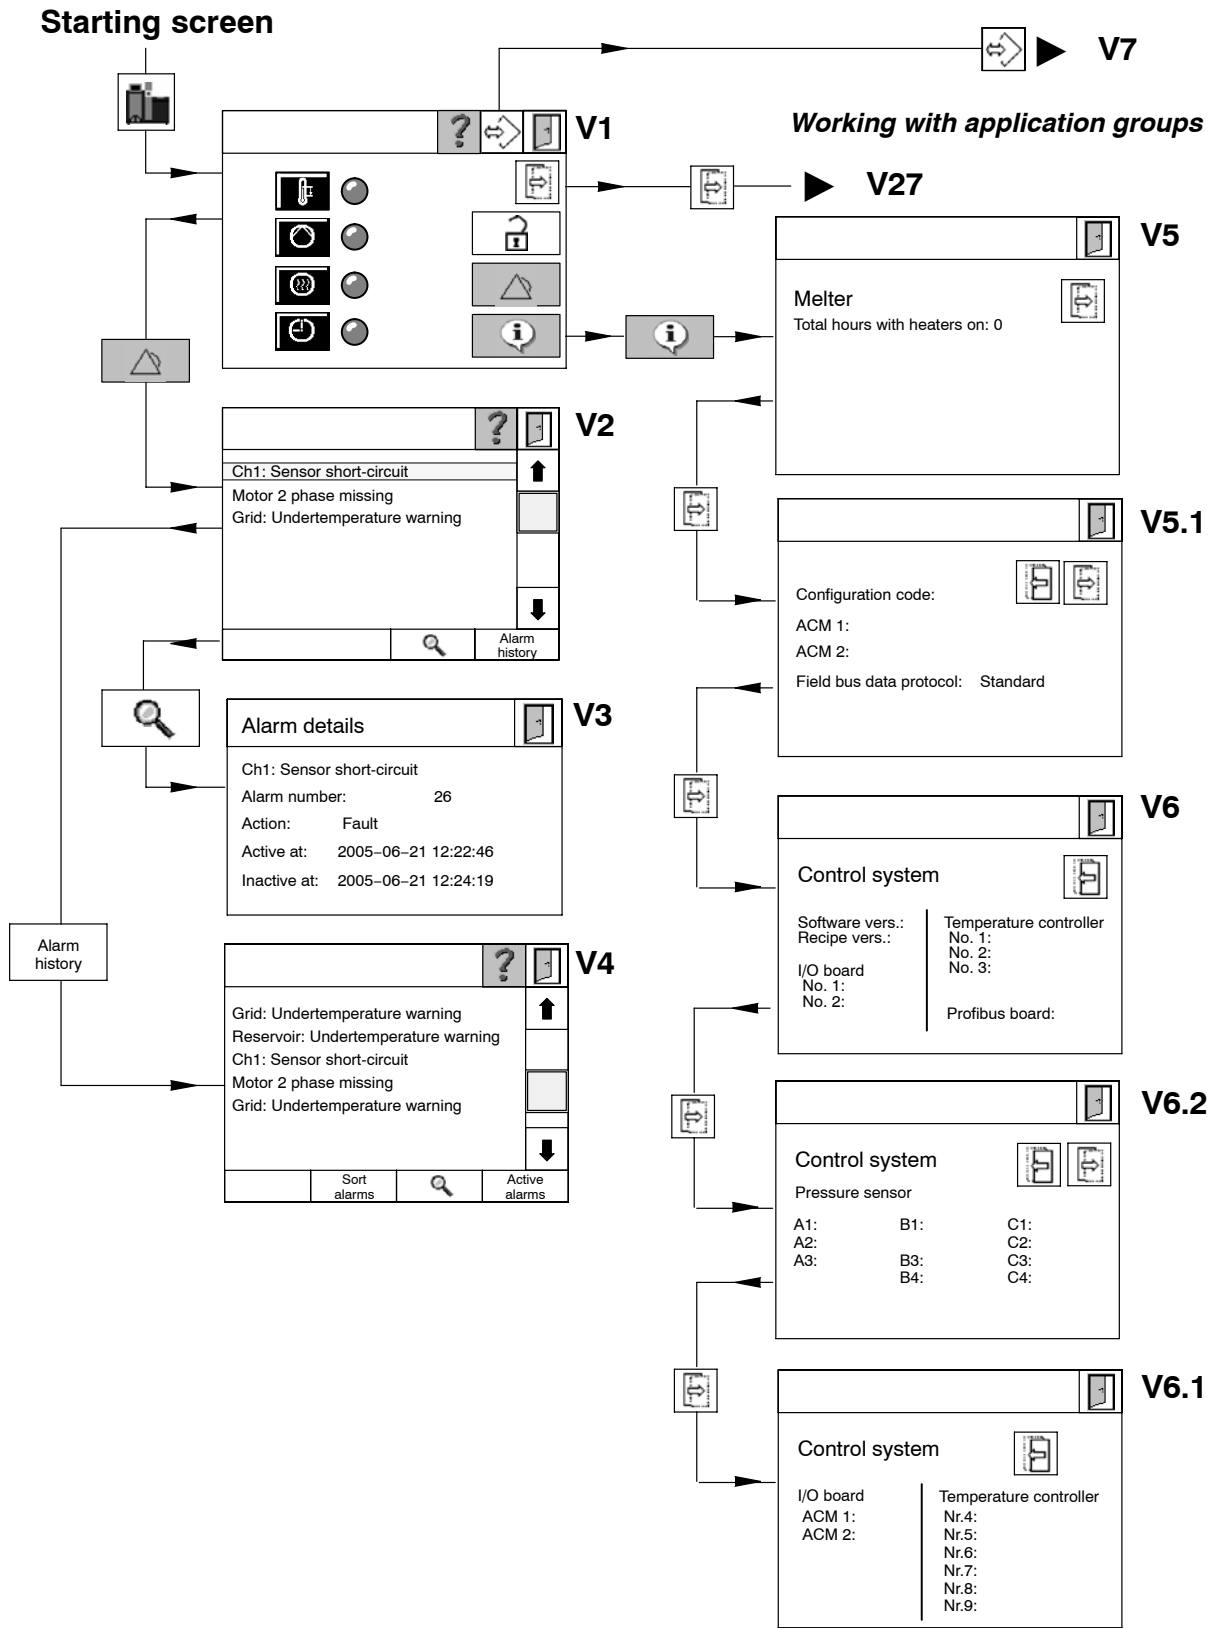 Starting screen
V7
V1
Working with application groups
V27
V5
Melter
Total hours with heaters on: 0
V2
Ch1: Sensor short-circuit
Motor 2 phase missing
Grid: Undertemperature warning
Alarm
history
V5.1
Configuration code:
ACM 1:
ACM 2:
Field bus data protocol: Standard
V3
Alarm details
Ch1: Sensor short-circuit
Alarm number: 26
Action: Fault
Active at: 2005−06−21 12:22:46
Inactive at: 2005−06−21 12:24:19
V6
Control system
Software vers.:
Recipe vers.:
I/O board
No. 1:
No. 2:
Temperature controller
No. 1:
No. 2:
No. 3:
Profibus board:
Alarm
history
V4
Grid: Undertemperature warning
Reservoir: Undertemperature warning
Ch1: Sensor short-circuit
Motor 2 phase missing
Grid: Undertemperature warning
Sort
alarms
Active
alarms
V6.2
Control system
Pressure sensor
A1: B1: C1:
A2: C2:
A3: B3: C3:
B4: C4:
V6.1
Control system
I/O board
ACM 1:
ACM 2:
Temperature controller
Nr.4:
Nr.5:
Nr.6:
Nr.7:
Nr.8:
Nr.9: